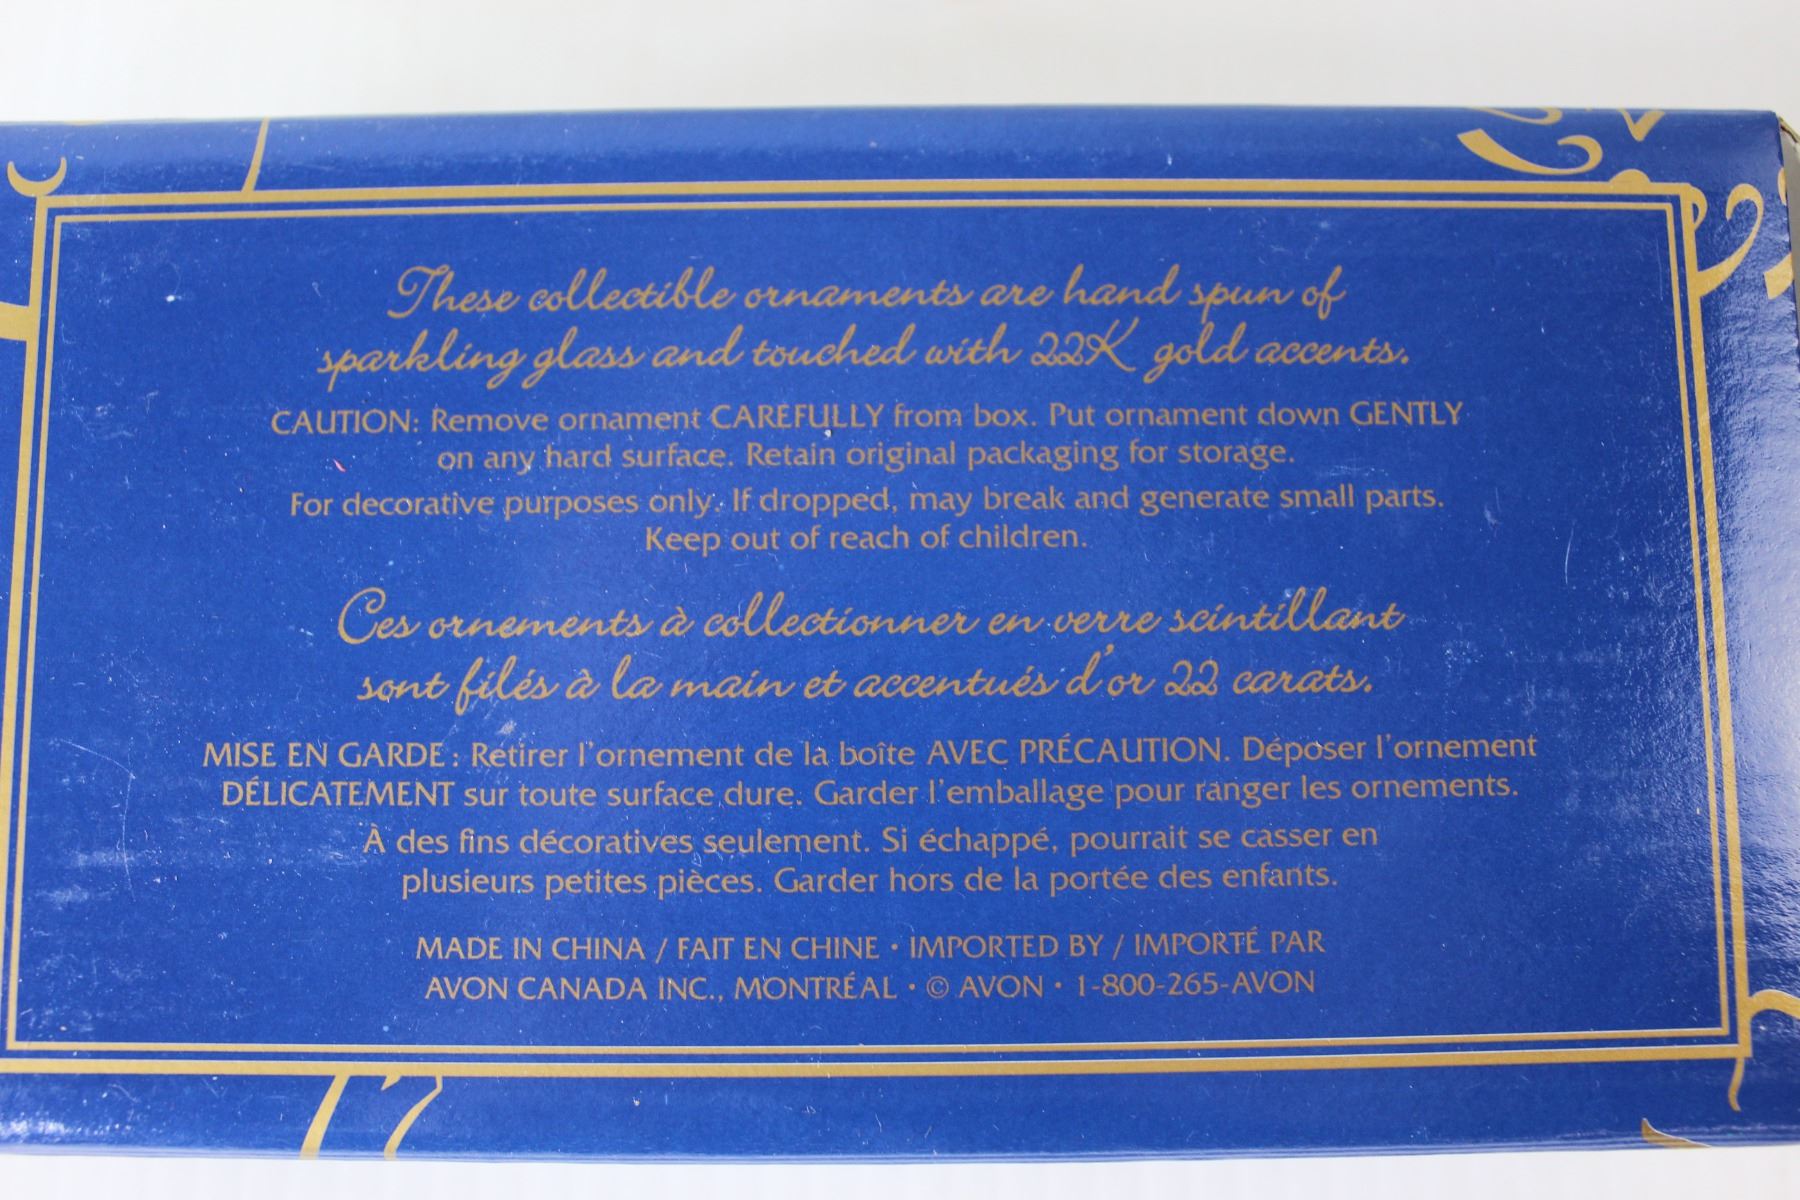 These collectible ornaments are hand spun of
sparkling glass and touched with 22K gold accents.
CAUTION: Remove ornament CAREFULLY from box. Put ornament down GENTLY
on any hard surface. Retain original packaging for storage.
For decorative purposes only. If dropped, may break and generate small parts.
Keep out of reach of children.
Ces ornements à collectionner en verre scintillant
sont filés à la main et accentués d'or 22 carats.
MISE EN GARDE : Retirer l'ornement de la boîte AVEC PRÉCAUTION. Déposer l'ornement
DÉLICATEMENT sur toute surface dure. Garder l'emballage pour ranger les ornements.
À des fins décoratives seulement. Si échappé, pourrait se casser en
plusieurs petites pièces. Garder hors de la portée des enfants.
MADE IN CHINA / FAIT EN CHINE • IMPORTED BY / IMPORTÉ PAR
AVON CANADA INC., MONTRÉAL • © AVON • 1-800-265-AVON